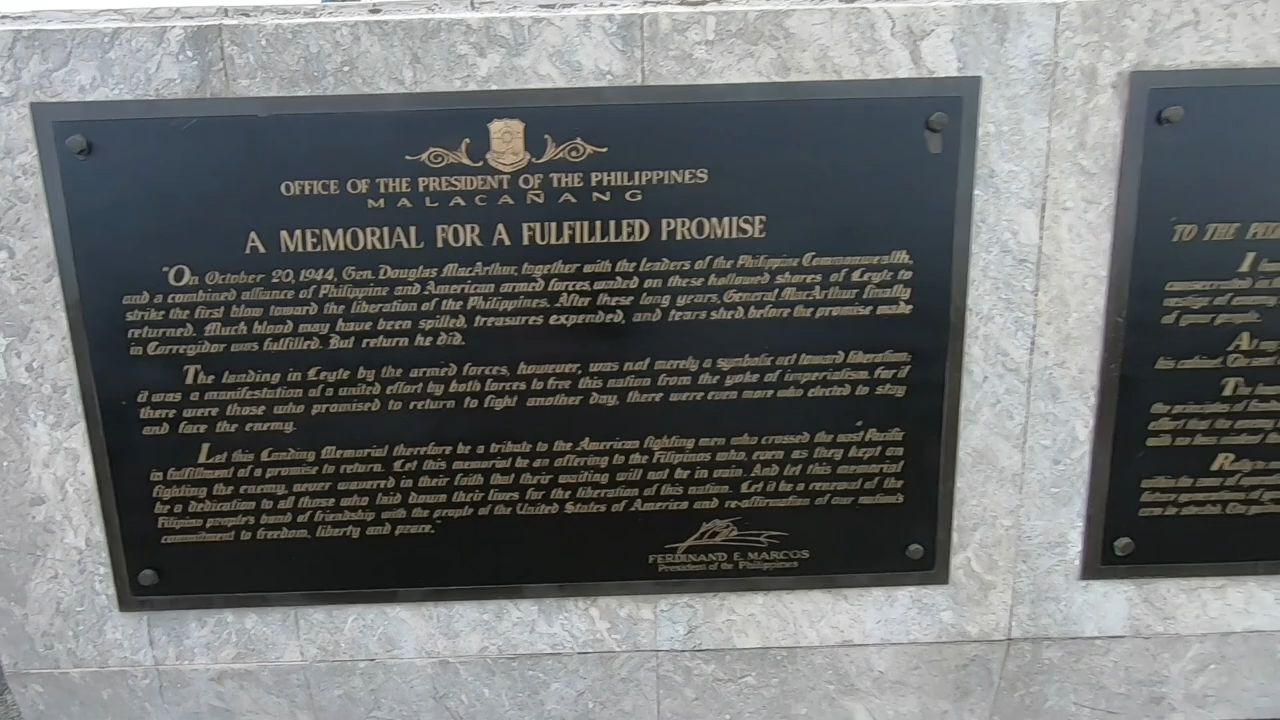 OFFICE OF THE PRESIDENT OF THE PHILIPPINES
MALACAÑANG
A MEMORIAL FOR A FULFILLLED PROMISE
"On October 20, 1944, Gen. Douglas MacArthur, together with the leaders of the Philippine Commonwealth,
and a combined alliance of Philippine and American armed forces waded on these hollowed shores of Leyte to
strike the first blow toward the liberation of the Philippines. After these long years, General MacArthur finally
returned. Much blood may have been spilled, treasures expended, and tears shed before the promise made
in Corregidor was fulfilled. But return he did.
The landing in Leyte by the armed forces, however, was not merely a symbolic act toward liberation:
it was a manifestation of a united effort by both forces to free this nation from the yoke of imperialism. For if
there were those who promised to return to fight another day, there were even more who elected to stay
and face the enemy.
Let this Landing Memorial therefore be a tribute to the American fighting men who crossed the vast Pacific
in fulfillment of a promise to return. Let this memorial be an offering to the Filipinos who, even as they kept on
fighting the enemy, never wavered in their faith that their waiting will not be in vain. And let this memorial
be a dedication to all those who laid down their lives for the liberation of this nation. Let it be a renewal of the
Filipino people's bond of friendship with the people of the United States of America and re-affirmation of our nation's
commitment to freedom, liberty and peace."
FERDINAND E. MARCOS
President of the Philippines
TO THE
I
of your people.
his cabinet
The
the principles of